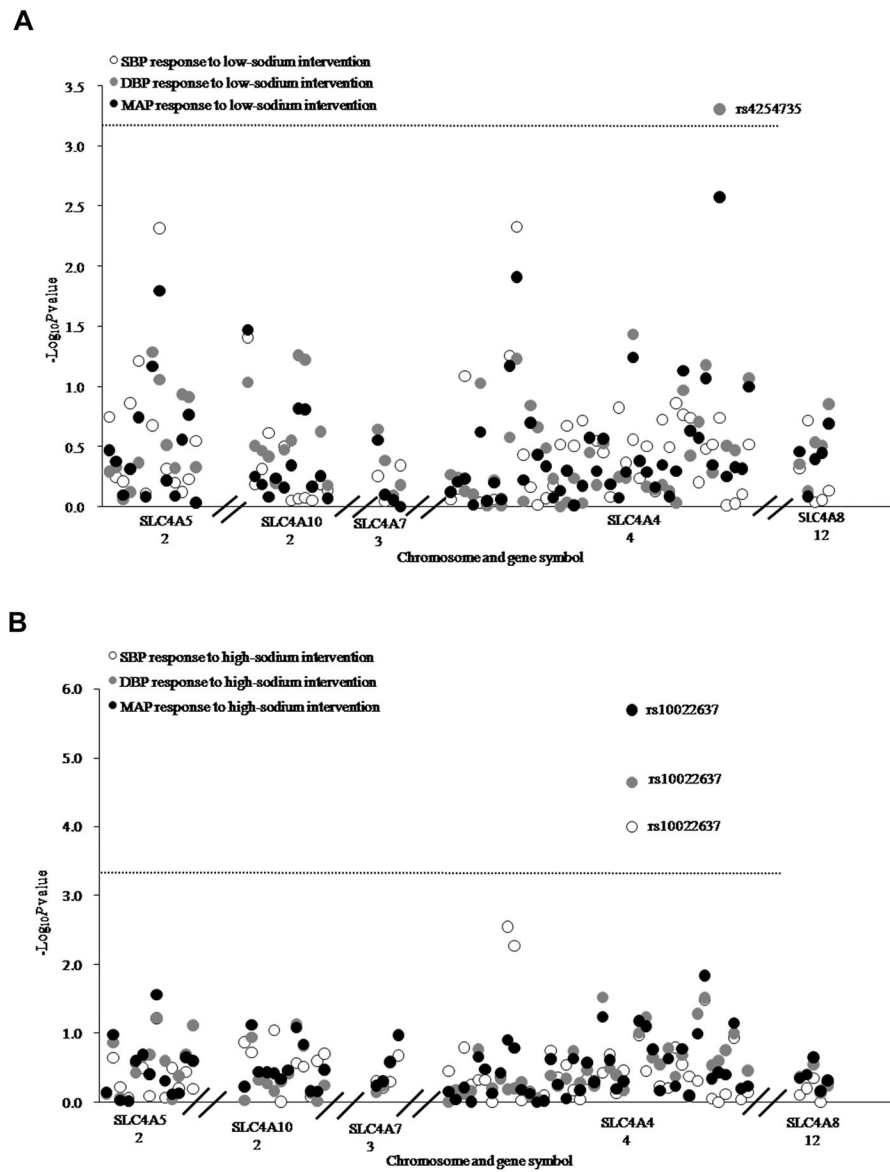 A
SBP response to low-sodium intervention
DBP response to low-sodium intervention
MAP response to low-sodium intervention
3.5
3.0
2.5
2.0
1.5
1.0
0.5
0.0
-Log10Pvalue
rs4254735
SLC4A5 SLC4A10 SLC4A7 SLC4A4 SLC4A8
2 2 3 4 12
Chromosome and gene symbol
B
SBP response to high-sodium intervention
DBP response to high-sodium intervention
MAP response to high-sodium intervention
6.0
5.0
4.0
3.0
2.0
1.0
0.0
-Log10Pvalue
rs10022637
rs10022637
rs10022637
SLC4A5 SLC4A10 SLC4A7 SLC4A4 SLC4A8
2 2 3 4 12
Chromosome and gene symbol